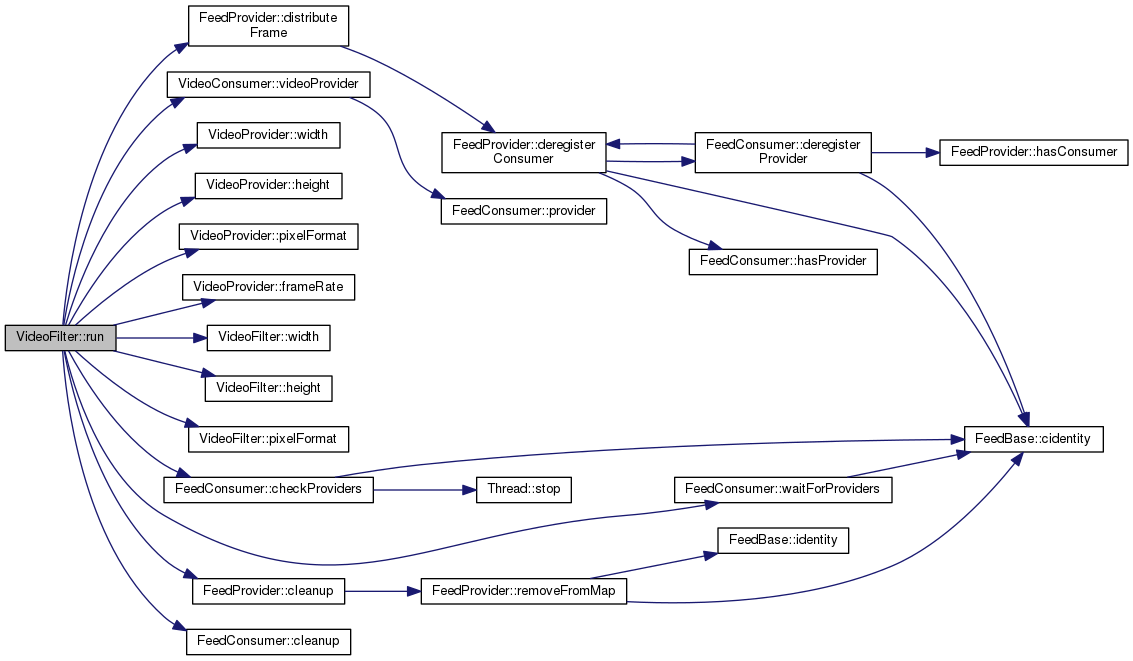 FeedProvider::distribute
Frame
VideoConsumer::videoProvider
VideoProvider::width
VideoProvider::height
VideoProvider::pixelFormat
VideoProvider::frameRate
VideoFilter::run
VideoFilter::width
VideoFilter::height
VideoFilter::pixelFormat
FeedConsumer::checkProviders
FeedProvider::cleanup
FeedConsumer::cleanup
FeedProvider::deregister
Consumer
FeedConsumer::provider
Thread::stop
FeedProvider::removeFromMap
FeedConsumer::deregister
Provider
FeedConsumer::hasProvider
FeedConsumer::waitForProviders
FeedBase::identity
FeedProvider::hasConsumer
FeedBase::cidentity